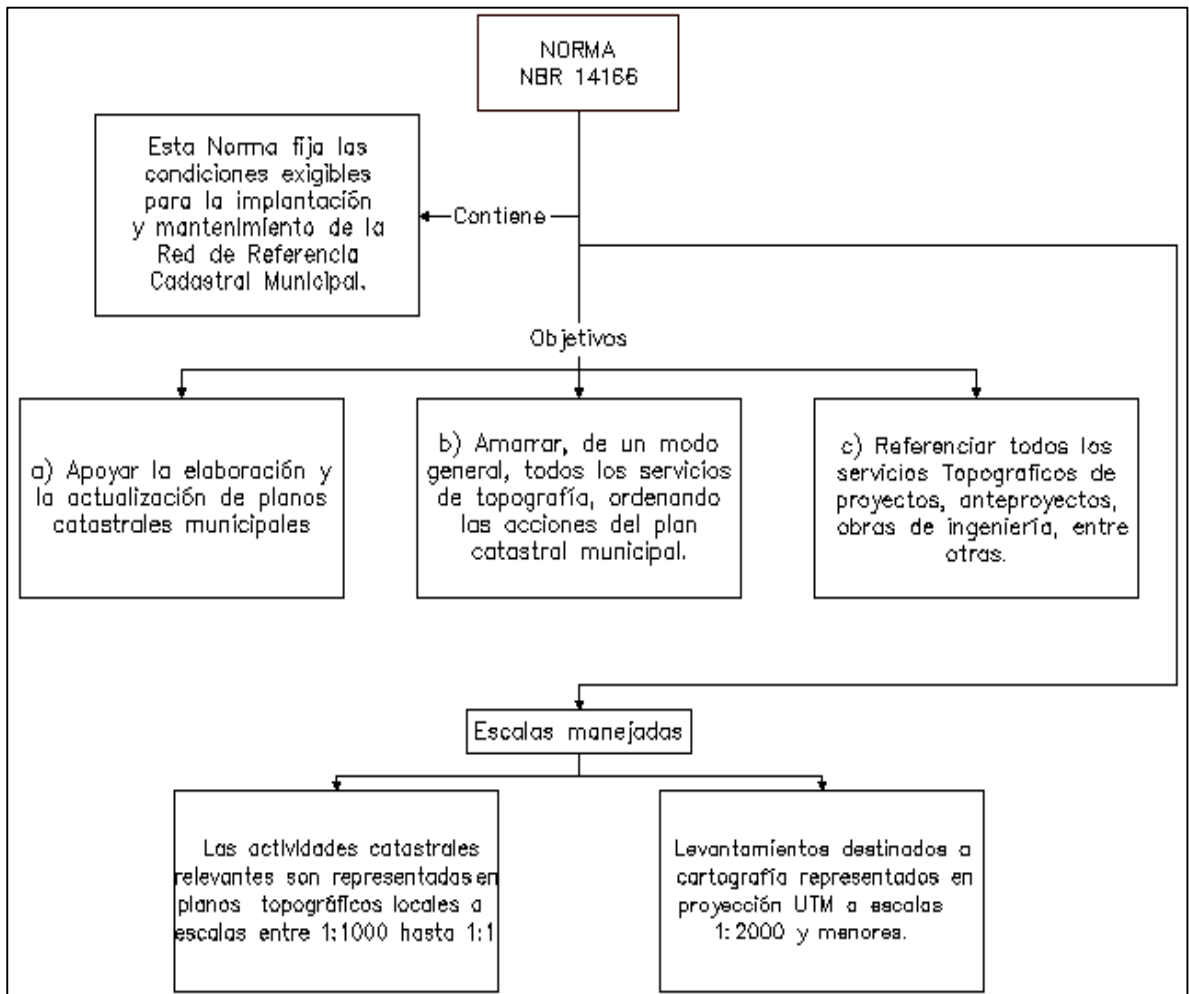 NORMA
NBR 14166
Esta Norma fija las
condiciones exigibles
para la implantación
y mantenimiento de la
Red de Referencia
Cadastral Municipal.
Contiene
Objetivos
a) Apoyar la elaboración y
la actualización de planos
catastrales municipales
b) Amarrar, de un modo
general, todos los servicios
de topografía, ordenando
las acciones del plan
catastral municipal.
c) Referenciar todos los
servicios Topograficos de
proyectos, anteproyectos,
obras de ingeniería, entre
otras.
Escalas manejadas
Las actividades catastrales
relevantes son representadas en
planos topográficos locales a
escalas entre 1:1000 hasta 1:1
Levantamientos destinados a
cartografía representados en
proyección UTM a escalas
1:2000 y menores.